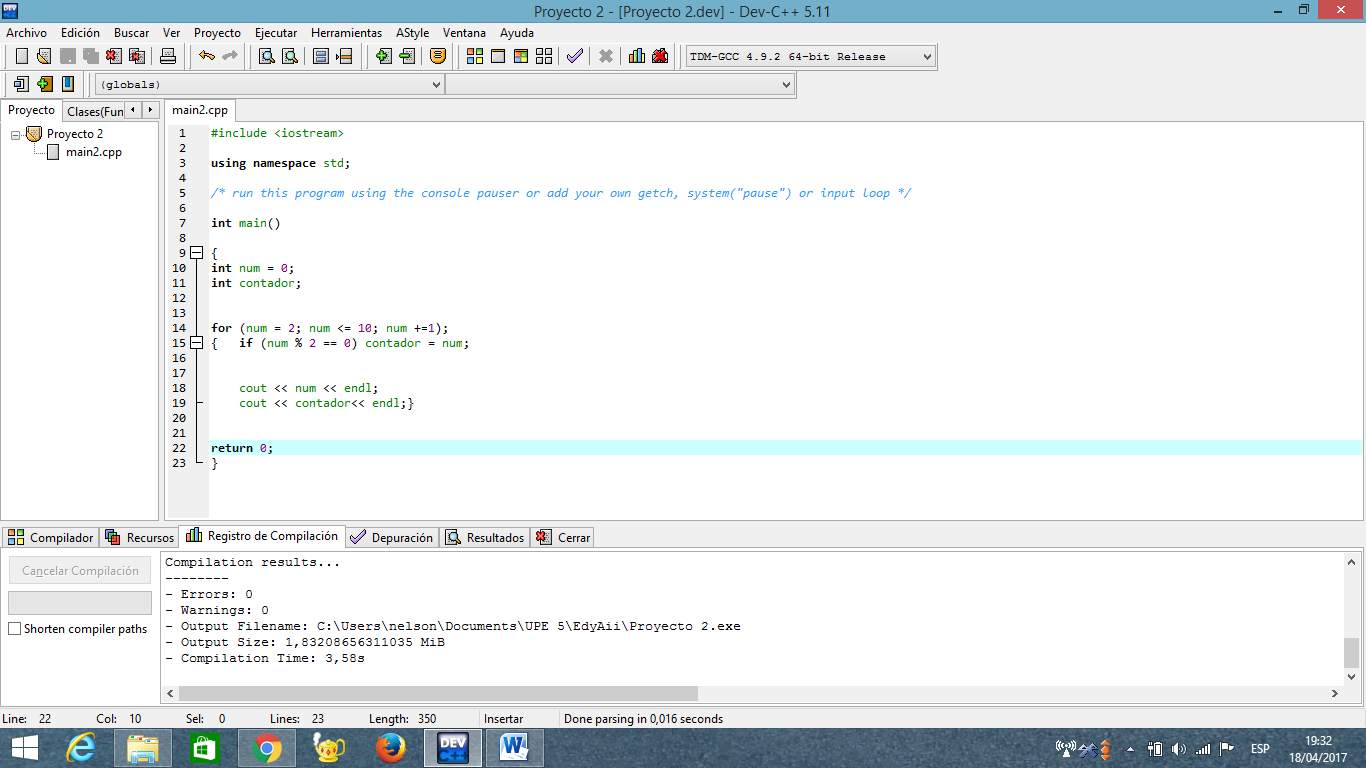 Proyecto 2 - [Proyecto 2.dev] - Dev-C++ 5.11
Archivo Edición Buscar Ver Proyecto Ejecutar Herramientas AStyle Ventana Ayuda
TDM-GCC 4.9.2 64-bit Release
(globals)
Proyecto Clases(Fun main2.cpp
Proyecto 2
main2.cpp
1 #include <iostream>
2
3 using namespace std;
4
5 /* run this program using the console pauser or add your own getch, system("pause") or input loop */
6
7 int main()
8
9 {
10 int num = 0;
11 int contador;
12
13
14 for (num = 2; num <= 10; num +=1);
15 {   if (num % 2 == 0) contador = num;
16
17
18     cout << num << endl;
19     cout << contador<< endl;}
20
21
22 return 0;
23 }
Compilador Recursos Registro de Compilación Depuración Resultados Cerrar
Cancelar Compilación
Shorten compiler paths
Compilation results...
--------
- Errors: 0
- Warnings: 0
- Output Filename: C:\Users\nelson\Documents\UPE 5\EdyAii\Proyecto 2.exe
- Output Size: 1,83208656311035 MiB
- Compilation Time: 3,58s
Line: 22 Col: 10 Sel: 0 Lines: 23 Length: 350 Insertar Done parsing in 0,016 seconds
DEV C++
ESP
19:32
18/04/2017